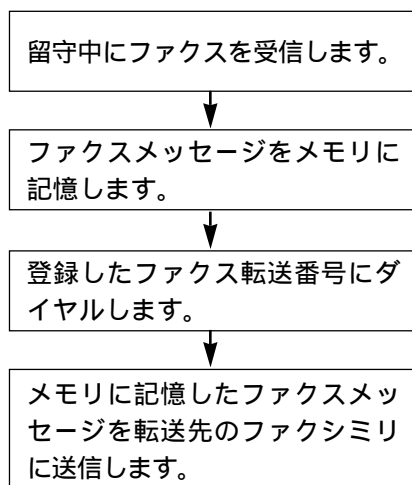 留守中にファクスを受信します。
ファクスメッセージをメモリに
記憶します。
登録したファクス転送番号にダ
イヤルします。
メモリに記憶したファクスメッ
セージを転送先のファクシミリ
に送信します。